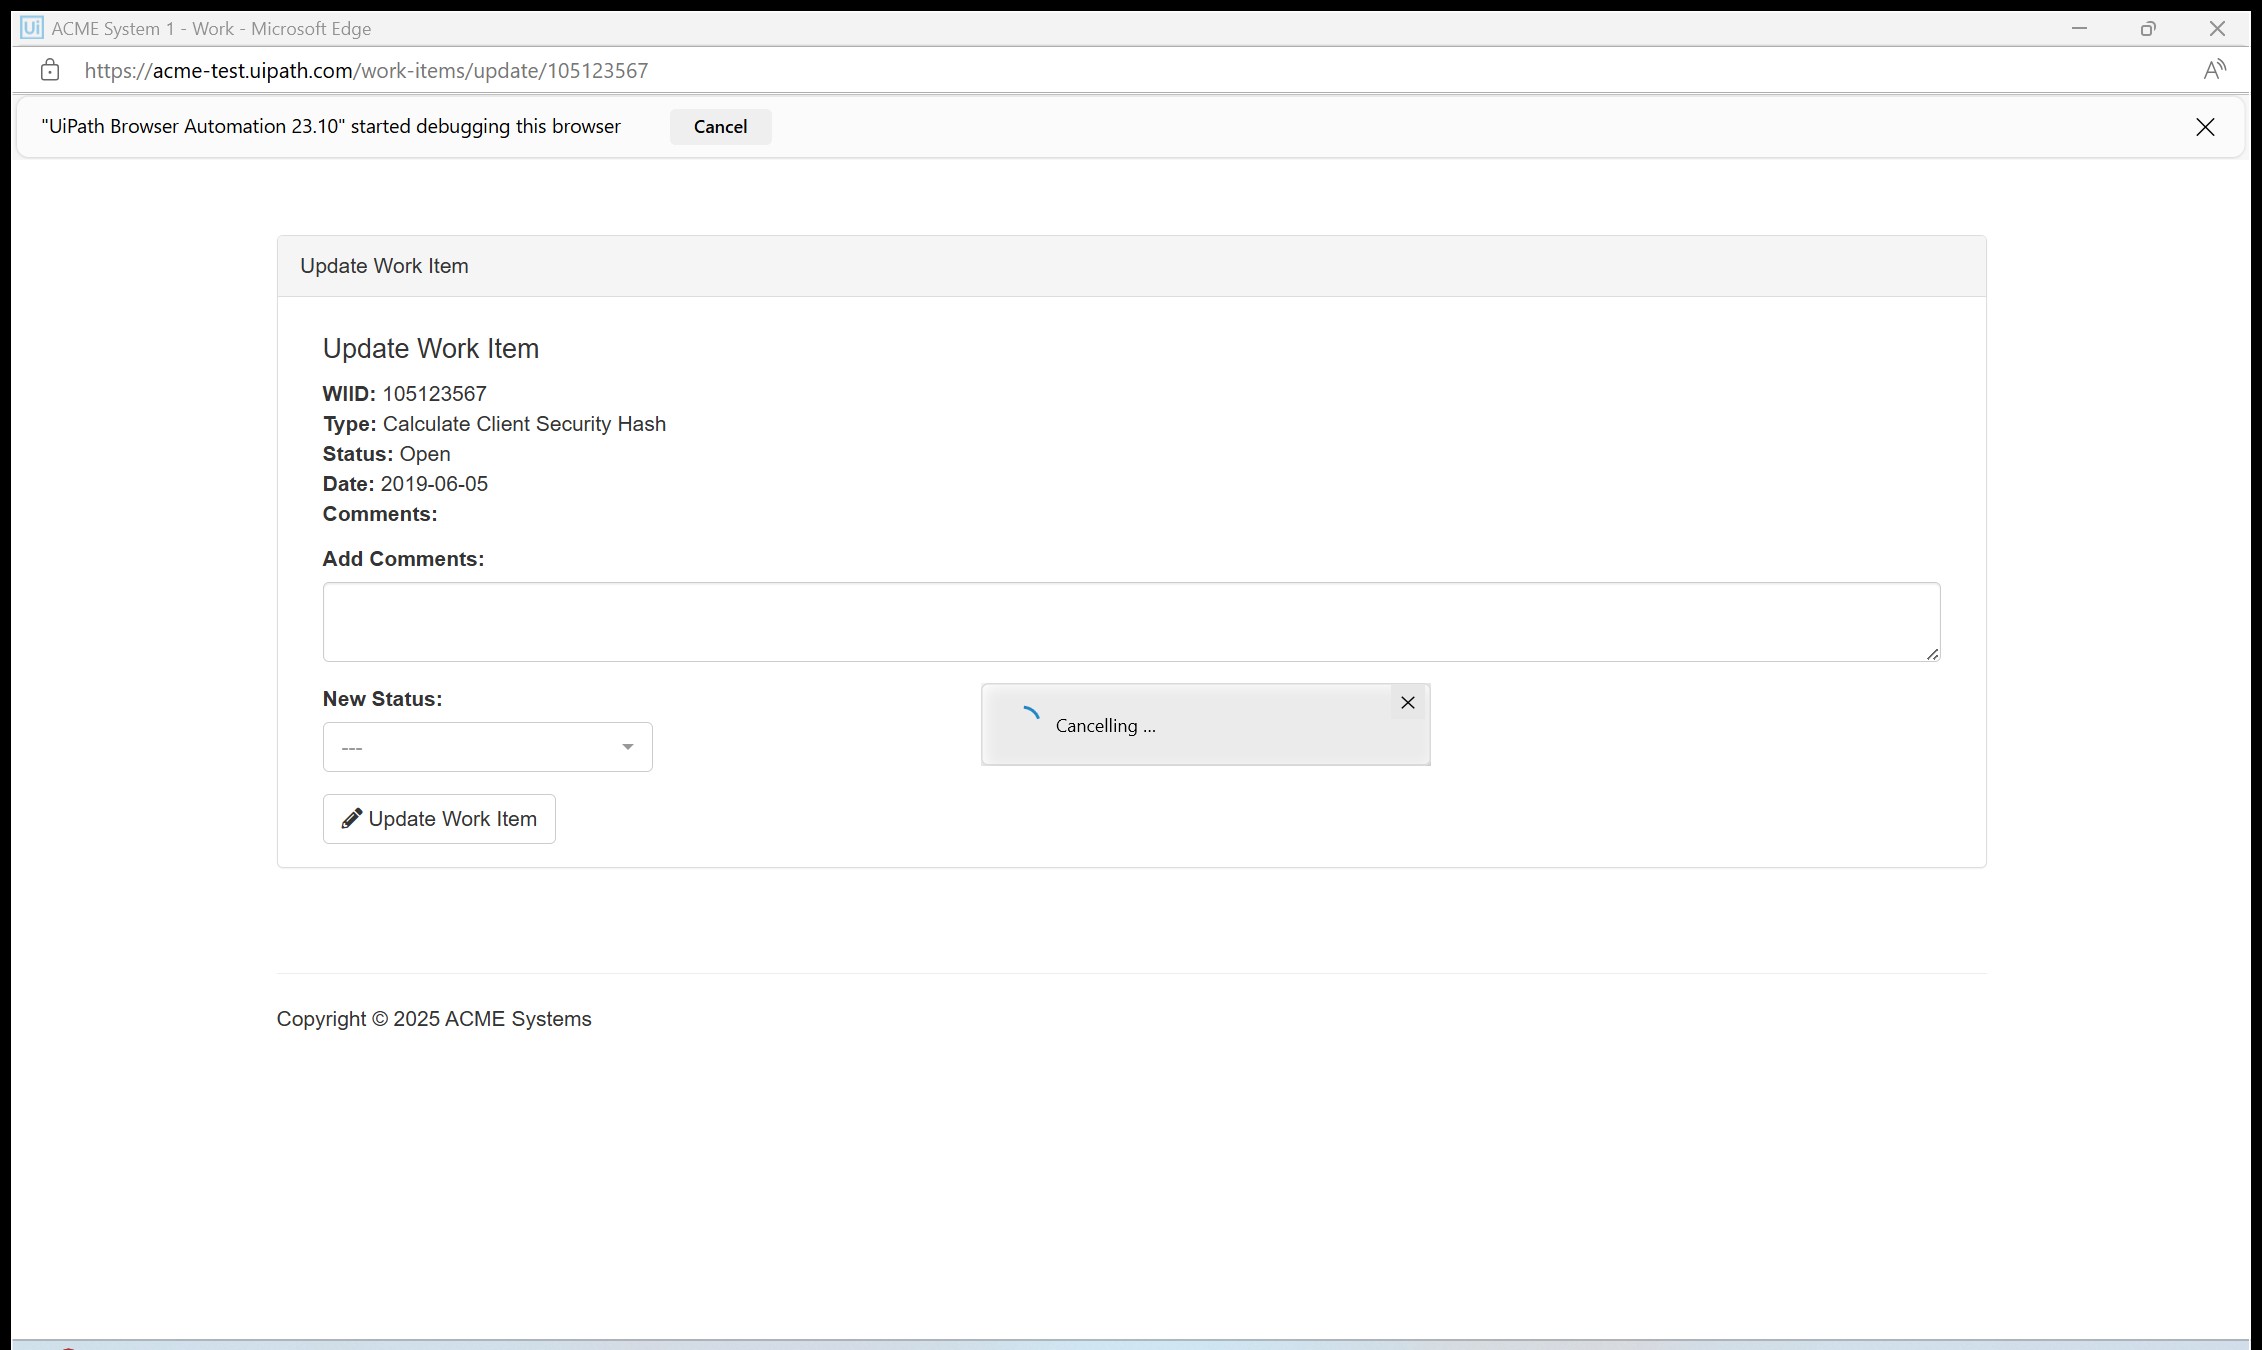 Ui ACME System 1 - Work - Microsoft Edge
https://acme-test.uipath.com/work-items/update/105123567
"UiPath Browser Automation 23.10" started debugging this browser Cancel
Update Work Item
Update Work Item
WIID: 105123567
Type: Calculate Client Security Hash
Status: Open
Date: 2019-06-05
Comments:
Add Comments:
New Status:
---
Cancelling ...
Update Work Item
Copyright © 2025 ACME Systems